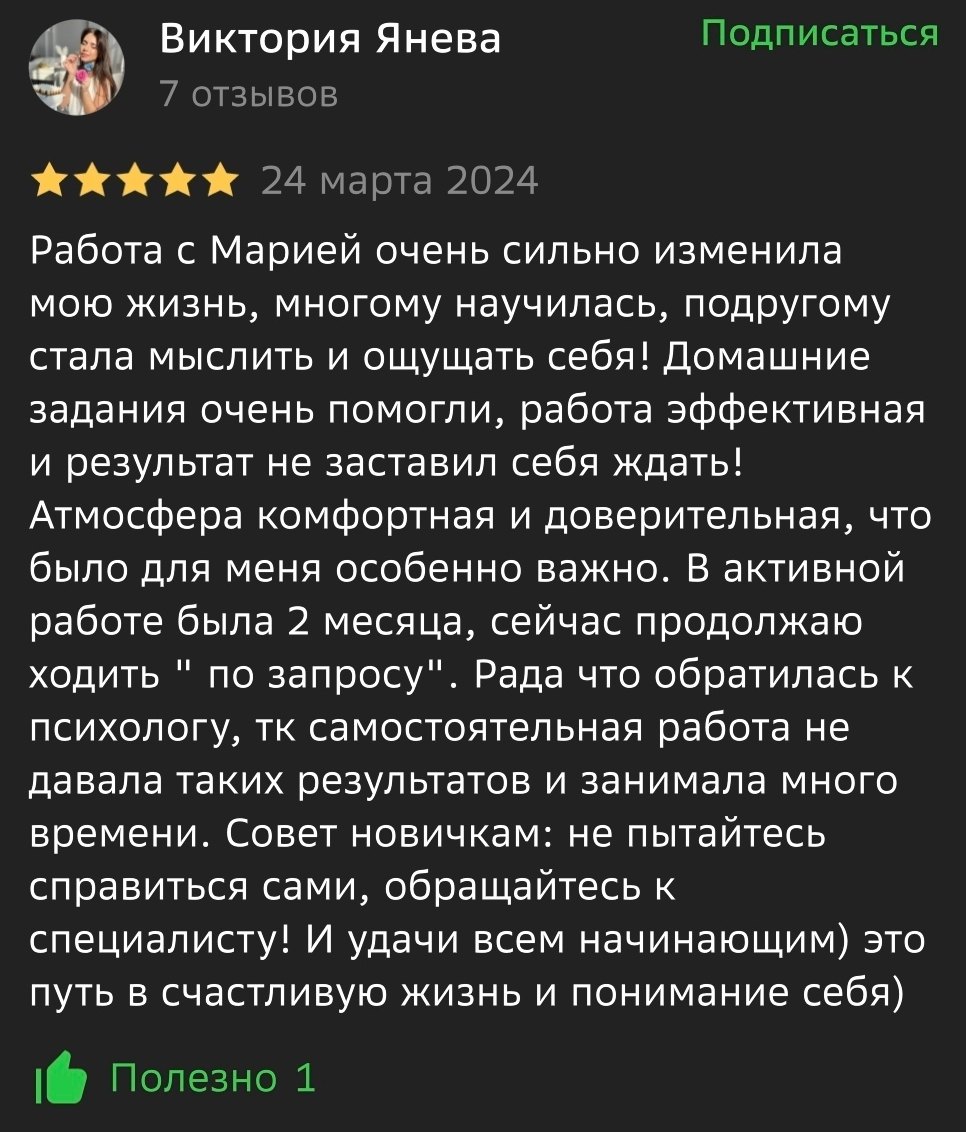 Виктория Янева
Подписаться
7 отзывов
24 марта 2024
Работа с Марией очень сильно изменила
мою жизнь, многому научилась, подругому
стала мыслить и ощущать себя! Домашние
задания очень помогли, работа эффективная
и результат не заставил себя ждать!
Атмосфера комфортная и доверительная, что
было для меня особенно важно. В активной
работе была 2 месяца, сейчас продолжаю
ходить " по запросу". Рада что обратилась к
психологу, тк самостоятельная работа не
давала таких результатов и занимала много
времени. Совет новичкам: не пытайтесь
справиться сами, обращайтесь к
специалисту! И удачи всем начинающим) это
путь в счастливую жизнь и понимание себя)
Полезно 1